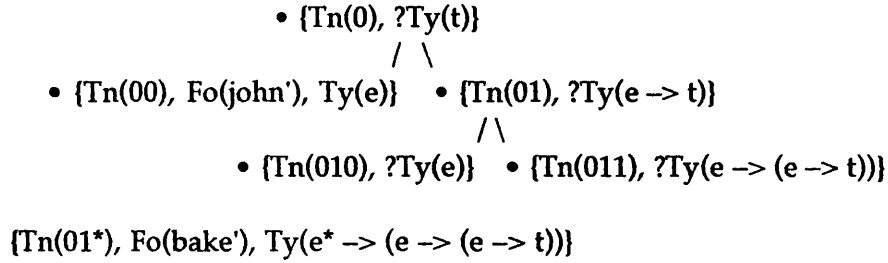 • {Tn(0), ?Ty(t)}
/ \
• {Tn(00), Fo(john'), Ty(e)} • {Tn(01), ?Ty(e –> t)}
/ \
• {Tn(010), ?Ty(e)} • {Tn(011), ?Ty(e –> (e –> t))}
{Tn(01*), Fo(bake'), Ty(e* –> (e –> (e –> t))}